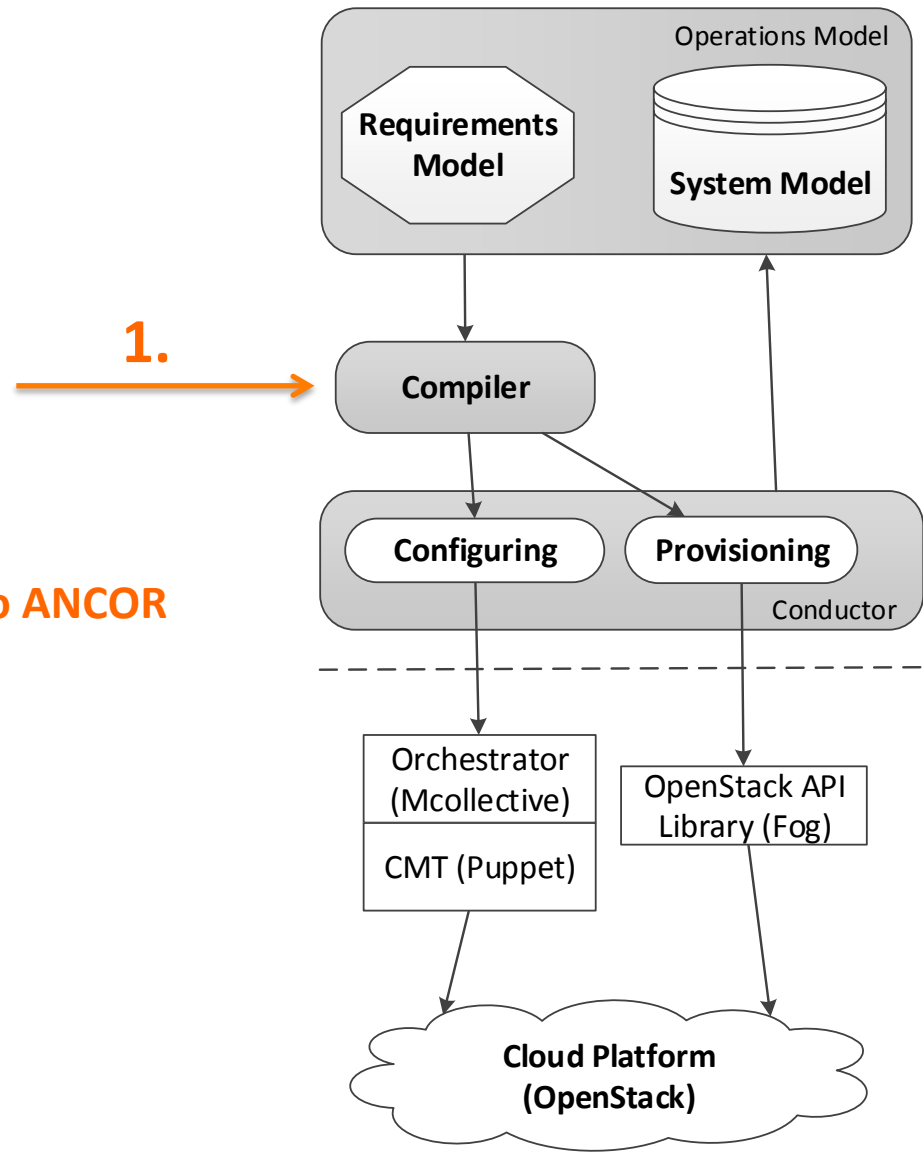 Operations Model
Requirements
Model
System Model
1.
Compiler
Configuring
Provisioning
ANCOR
Conductor
Orchestrator
(Mcollective)
OpenStack API
Library (Fog)
CMT (Puppet)
Cloud Platform
(OpenStack)